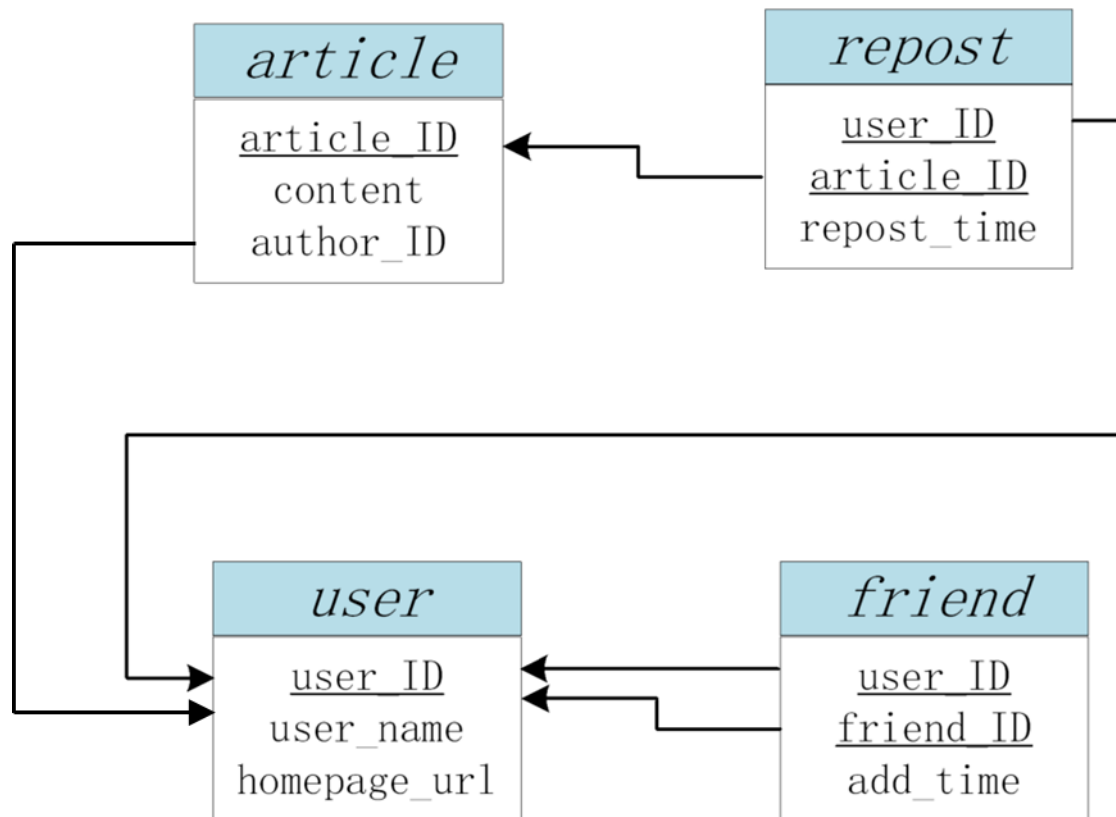 article
article_ID
content
author_ID
repost
user_ID
article_ID
repost_time
user
user_ID
user_name
homepage_url
friend
user_ID
friend_ID
add_time